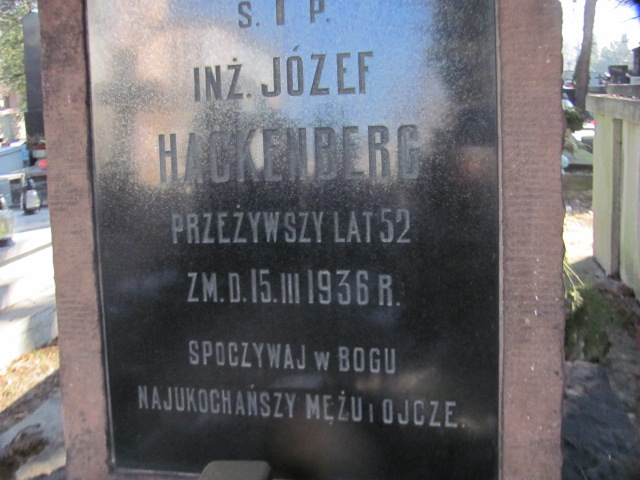 Ś. I P.
INŻ. JÓZEF
HACKENBERG
PRZEŻYWSZY LAT 52
ZM. D. 15. III 1936 R.
SPOCZYWAJ W BOGU
NAJUKOCHAŃSZY MĘŻU I OJCZE.